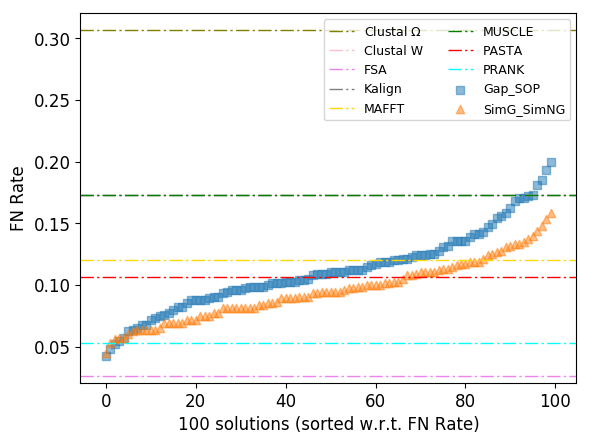 Clustal Ω
Clustal W
FSA
Kalign
MAFFT
MUSCLE
PASTA
PRANK
Gap_SOP
SimG_SimNG
FN Rate
0.30
0.25
0.20
0.15
0.10
0.05
0 20 40 60 80 100
100 solutions (sorted w.r.t. FN Rate)